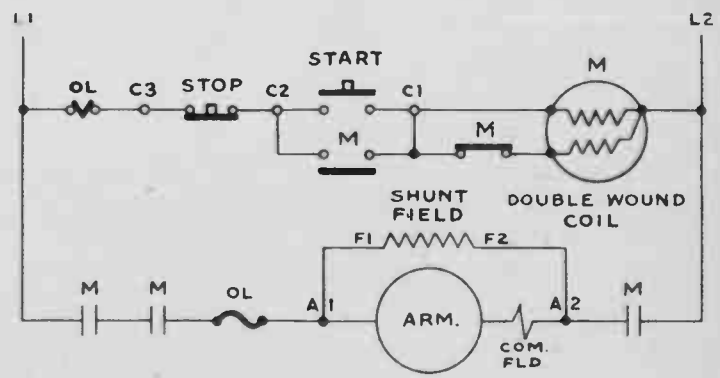 L1
L2
START
M
OL
C3
STOP
C2
C1
M
M
DOUBLE WOUND
COIL
SHUNT
FIELD
F1
F2
M
M
OL
A1
ARM.
COM.
FLD
A2
M